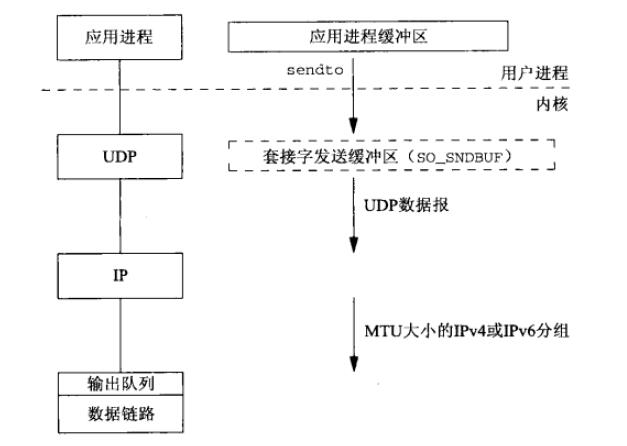 应用进程
应用进程缓冲区
sendto
用户进程
内核
UDP
套接字发送缓冲区（SO_SNDBUF）
UDP数据报
IP
MTU大小的IPv4或IPv6分组
输出队列
数据链路